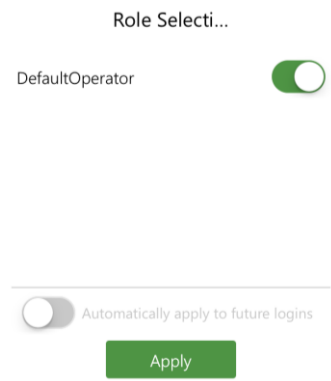 Role Selecti...
DefaultOperator
Automatically apply to future logins
Apply